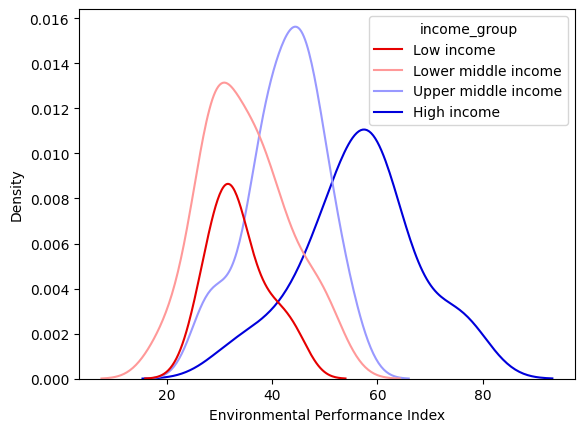 income_group
Low income
Lower middle income
Upper middle income
High income
0.016
0.014
0.012
0.010
0.008
0.006
0.004
0.002
0.000
Density
20
40
60
80
Environmental Performance Index